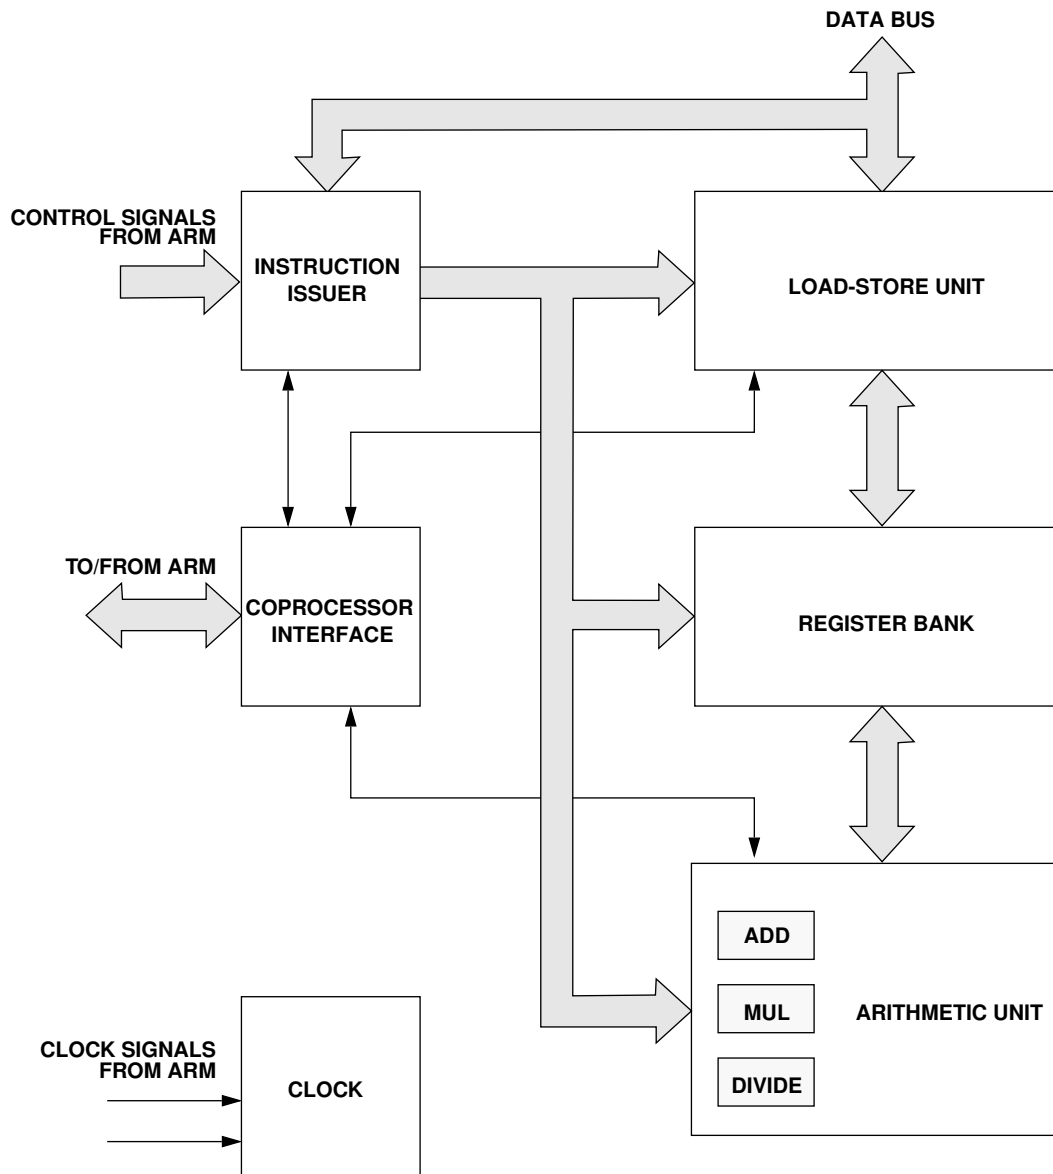 DATA BUS
CONTROL SIGNALS
FROM ARM
INSTRUCTION
ISSUER
LOAD-STORE UNIT
TO/FROM ARM
COPROCESSOR
INTERFACE
REGISTER BANK
ADD
MUL
ARITHMETIC UNIT
DIVIDE
CLOCK SIGNALS
FROM ARM
CLOCK